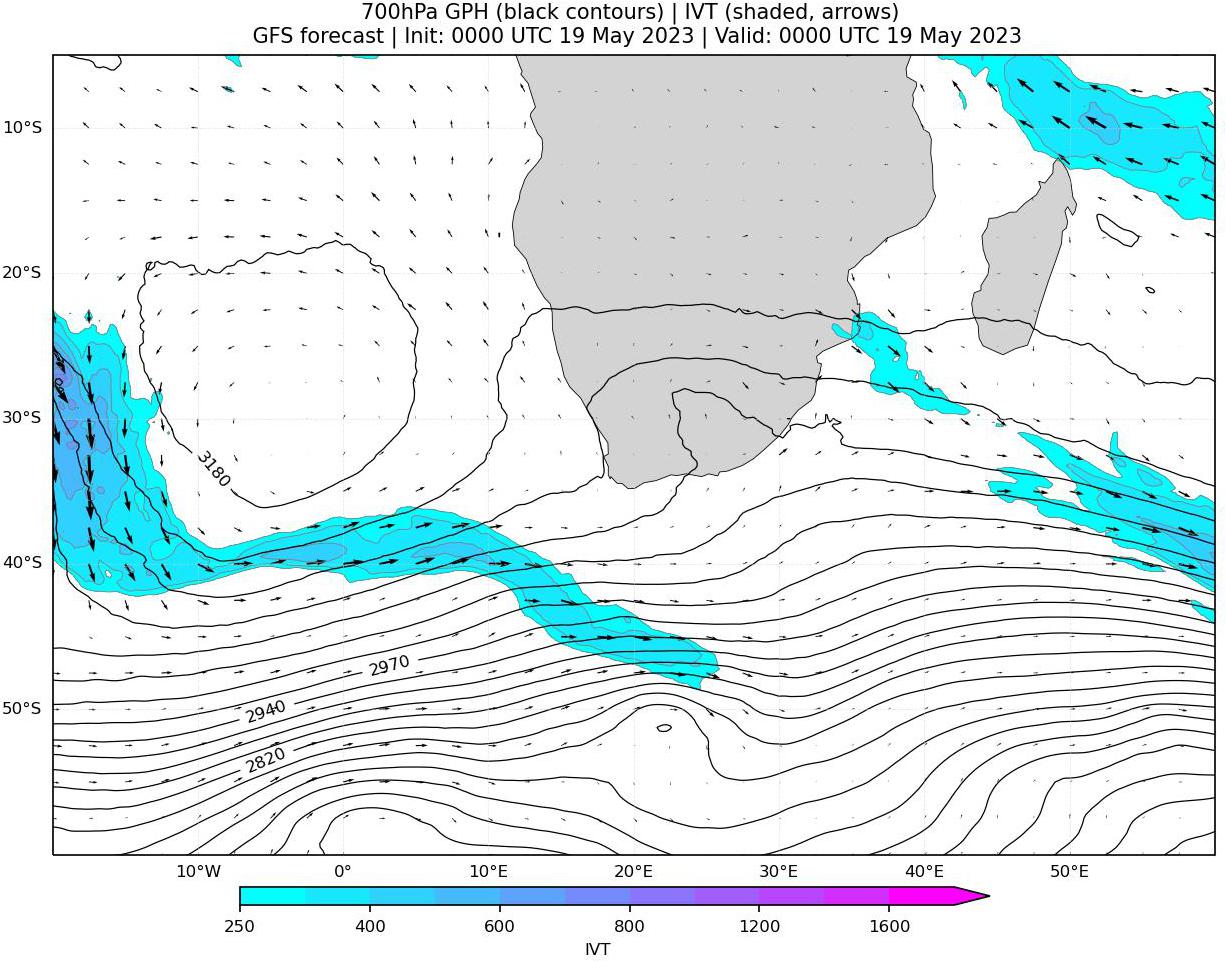 700hPa GPH (black contours) | IVT (shaded, arrows)
GFS forecast | Init: 0000 UTC 19 May 2023 | Valid: 0000 UTC 19 May 2023
10°S
20°S
30°S
3180
40°S
2970
50°S
2940
2820
10°W 0° 10°E 20°E 30°E 40°E 50°E
250 400 600 800 1200 1600
IVT